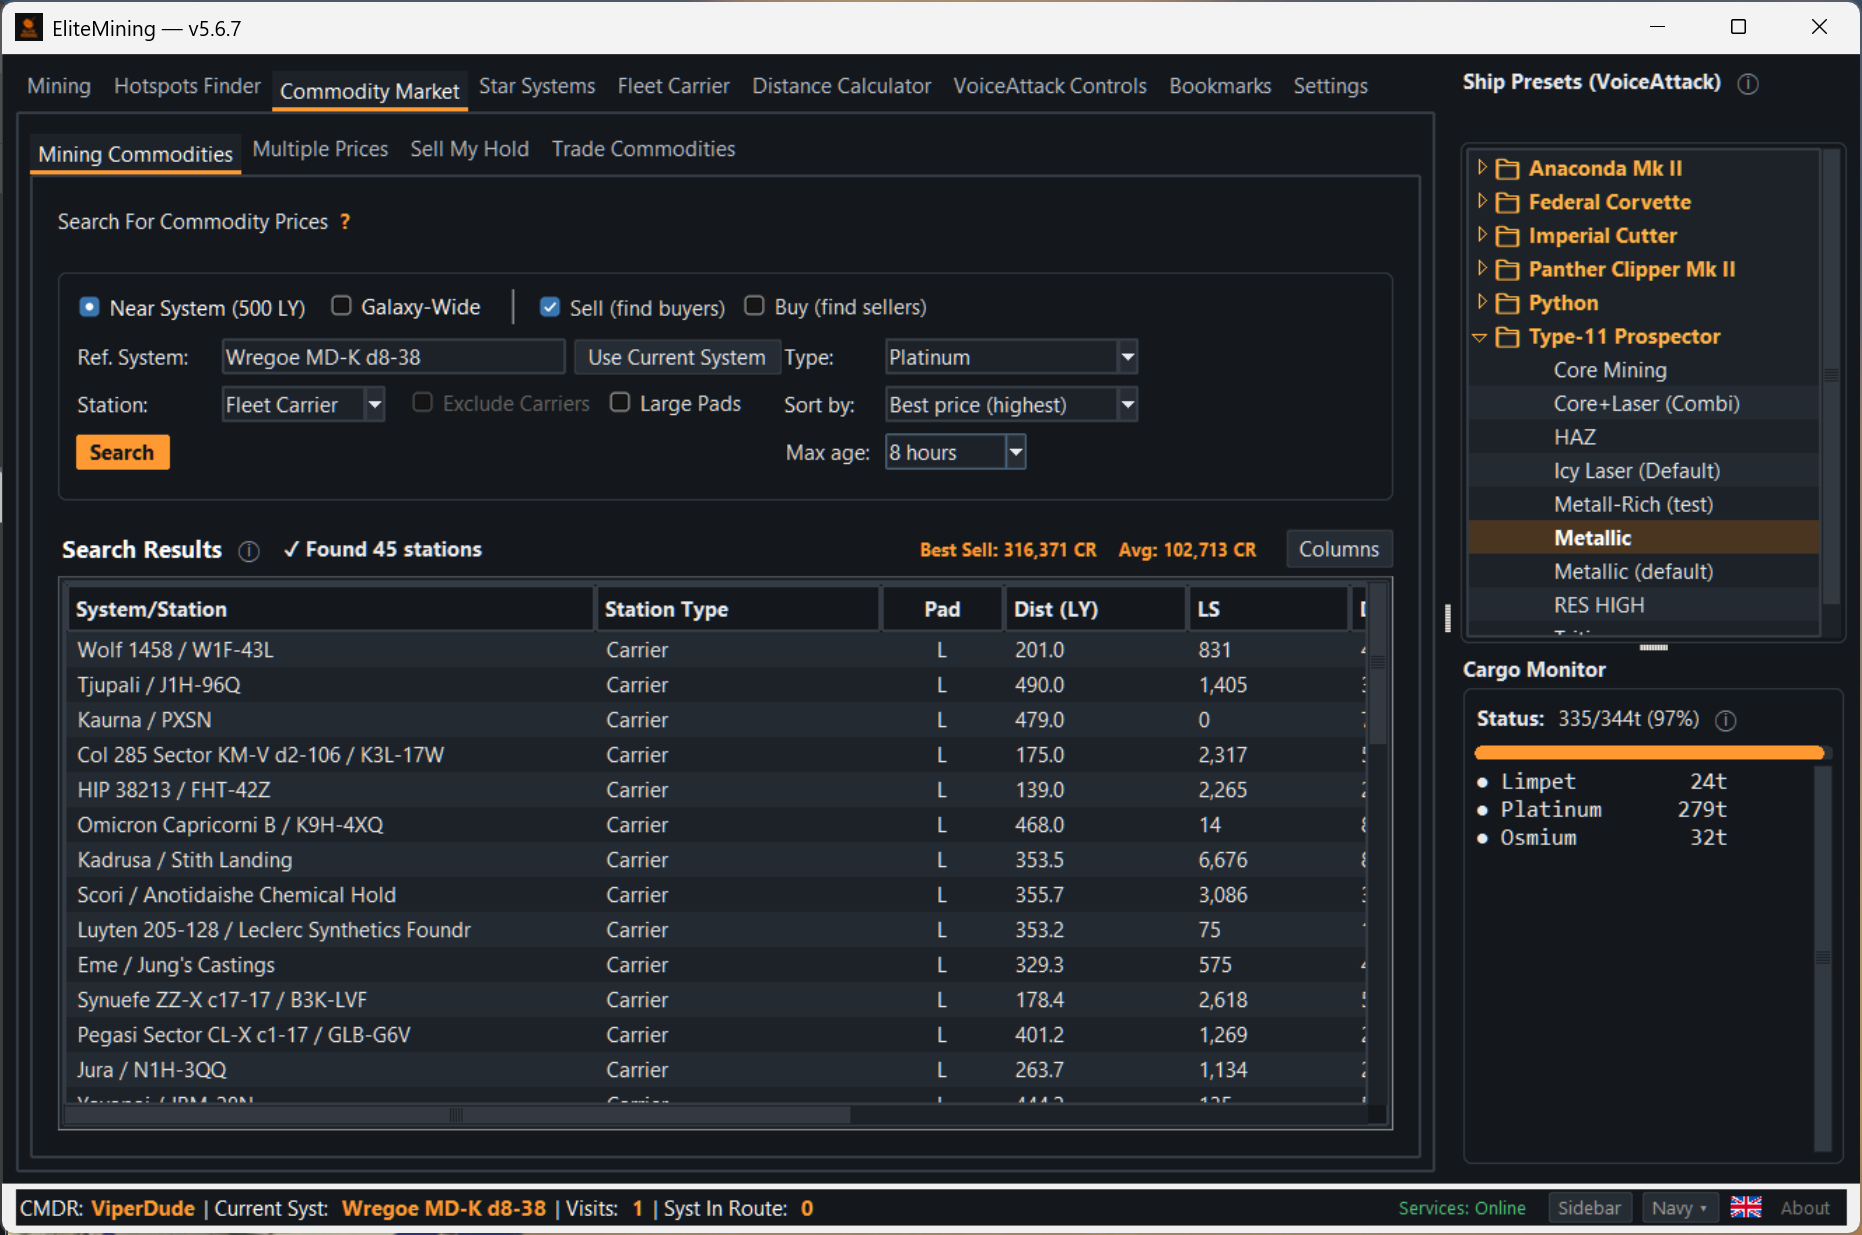 EliteMining — v5.6.7
Mining Hotspots Finder Commodity Market Star Systems Fleet Carrier Distance Calculator VoiceAttack Controls Bookmarks Settings
Mining Commodities Multiple Prices Sell My Hold Trade Commodities
Search For Commodity Prices ?
Near System (500 LY) Galaxy-Wide Sell (find buyers) Buy (find sellers)
Ref. System: Wregoe MD-K d8-38 Use Current System Type: Platinum
Station: Fleet Carrier Exclude Carriers Large Pads Sort by: Best price (highest)
Search Max age: 8 hours
Search Results ✓ Found 45 stations Best Sell: 316,371 CR Avg: 102,713 CR Columns
System/Station Station Type Pad Dist (LY) LS
Wolf 1458 / W1F-43L Carrier L 201.0 831
Tjupali / J1H-96Q Carrier L 490.0 1,405
Kaurna / PXSN Carrier L 479.0 0
Col 285 Sector KM-V d2-106 / K3L-17W Carrier L 175.0 2,317
HIP 38213 / FHT-42Z Carrier L 139.0 2,265
Omicron Capricorni B / K9H-4XQ Carrier L 468.0 14
Kadrusa / Stith Landing Carrier L 353.5 6,676
Scori / Anotidaishe Chemical Hold Carrier L 355.7 3,086
Luyten 205-128 / Leclerc Synthetics Foundr Carrier L 353.2 75
Eme / Jung's Castings Carrier L 329.3 575
Synuefe ZZ-X c17-17 / B3K-LVF Carrier L 178.4 2,618
Pegasi Sector CL-X c1-17 / GLB-G6V Carrier L 401.2 1,269
Jura / N1H-3QQ Carrier L 263.7 1,134
Ship Presets (VoiceAttack)
Anaconda Mk II
Federal Corvette
Imperial Cutter
Panther Clipper Mk II
Python
Type-11 Prospector
Core Mining
Core+Laser (Combi)
HAZ
Icy Laser (Default)
Metall-Rich (test)
Metallic
Metallic (default)
RES HIGH
Cargo Monitor
Status: 335/344t (97%)
● Limpet 24t
● Platinum 279t
● Osmium 32t
CMDR: ViperDude | Current Syst: Wregoe MD-K d8-38 | Visits: 1 | Syst In Route: 0 Services: Online Sidebar Navy About